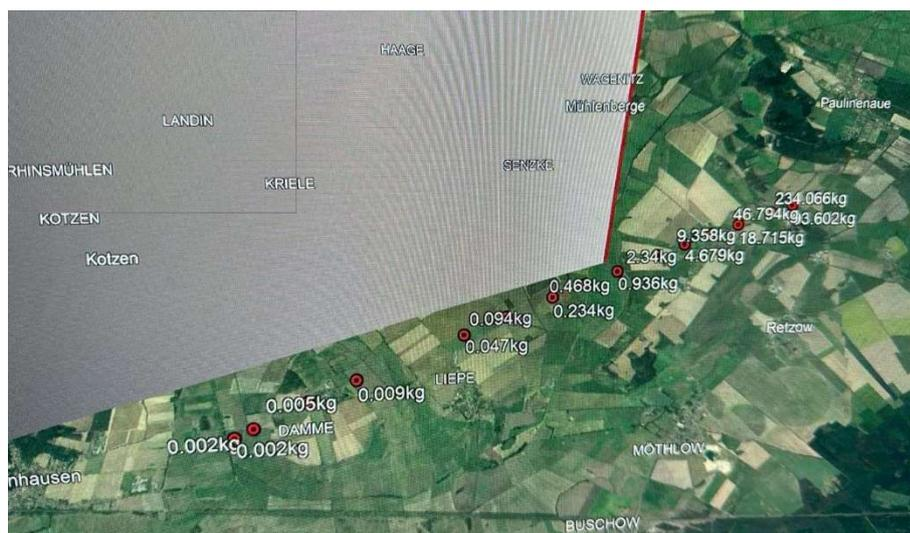 HAAGE
WAGENITZ
Mühlenberge
Paulinenaue
LANDIN
SENZKE
RHINSMÜHLEN
KRIELE
KOTZEN
Kotzen
234.066kg
46.794kg
93.602kg
9.358kg
18.715kg
2.34kg
4.679kg
0.468kg
0.936kg
0.234kg
0.094kg
0.047kg
Retzow
LIEPE
0.009kg
0.005kg
DAMME
0.002kg
0.002kg
MÖTHLOW
nhausen
BUSCHOW